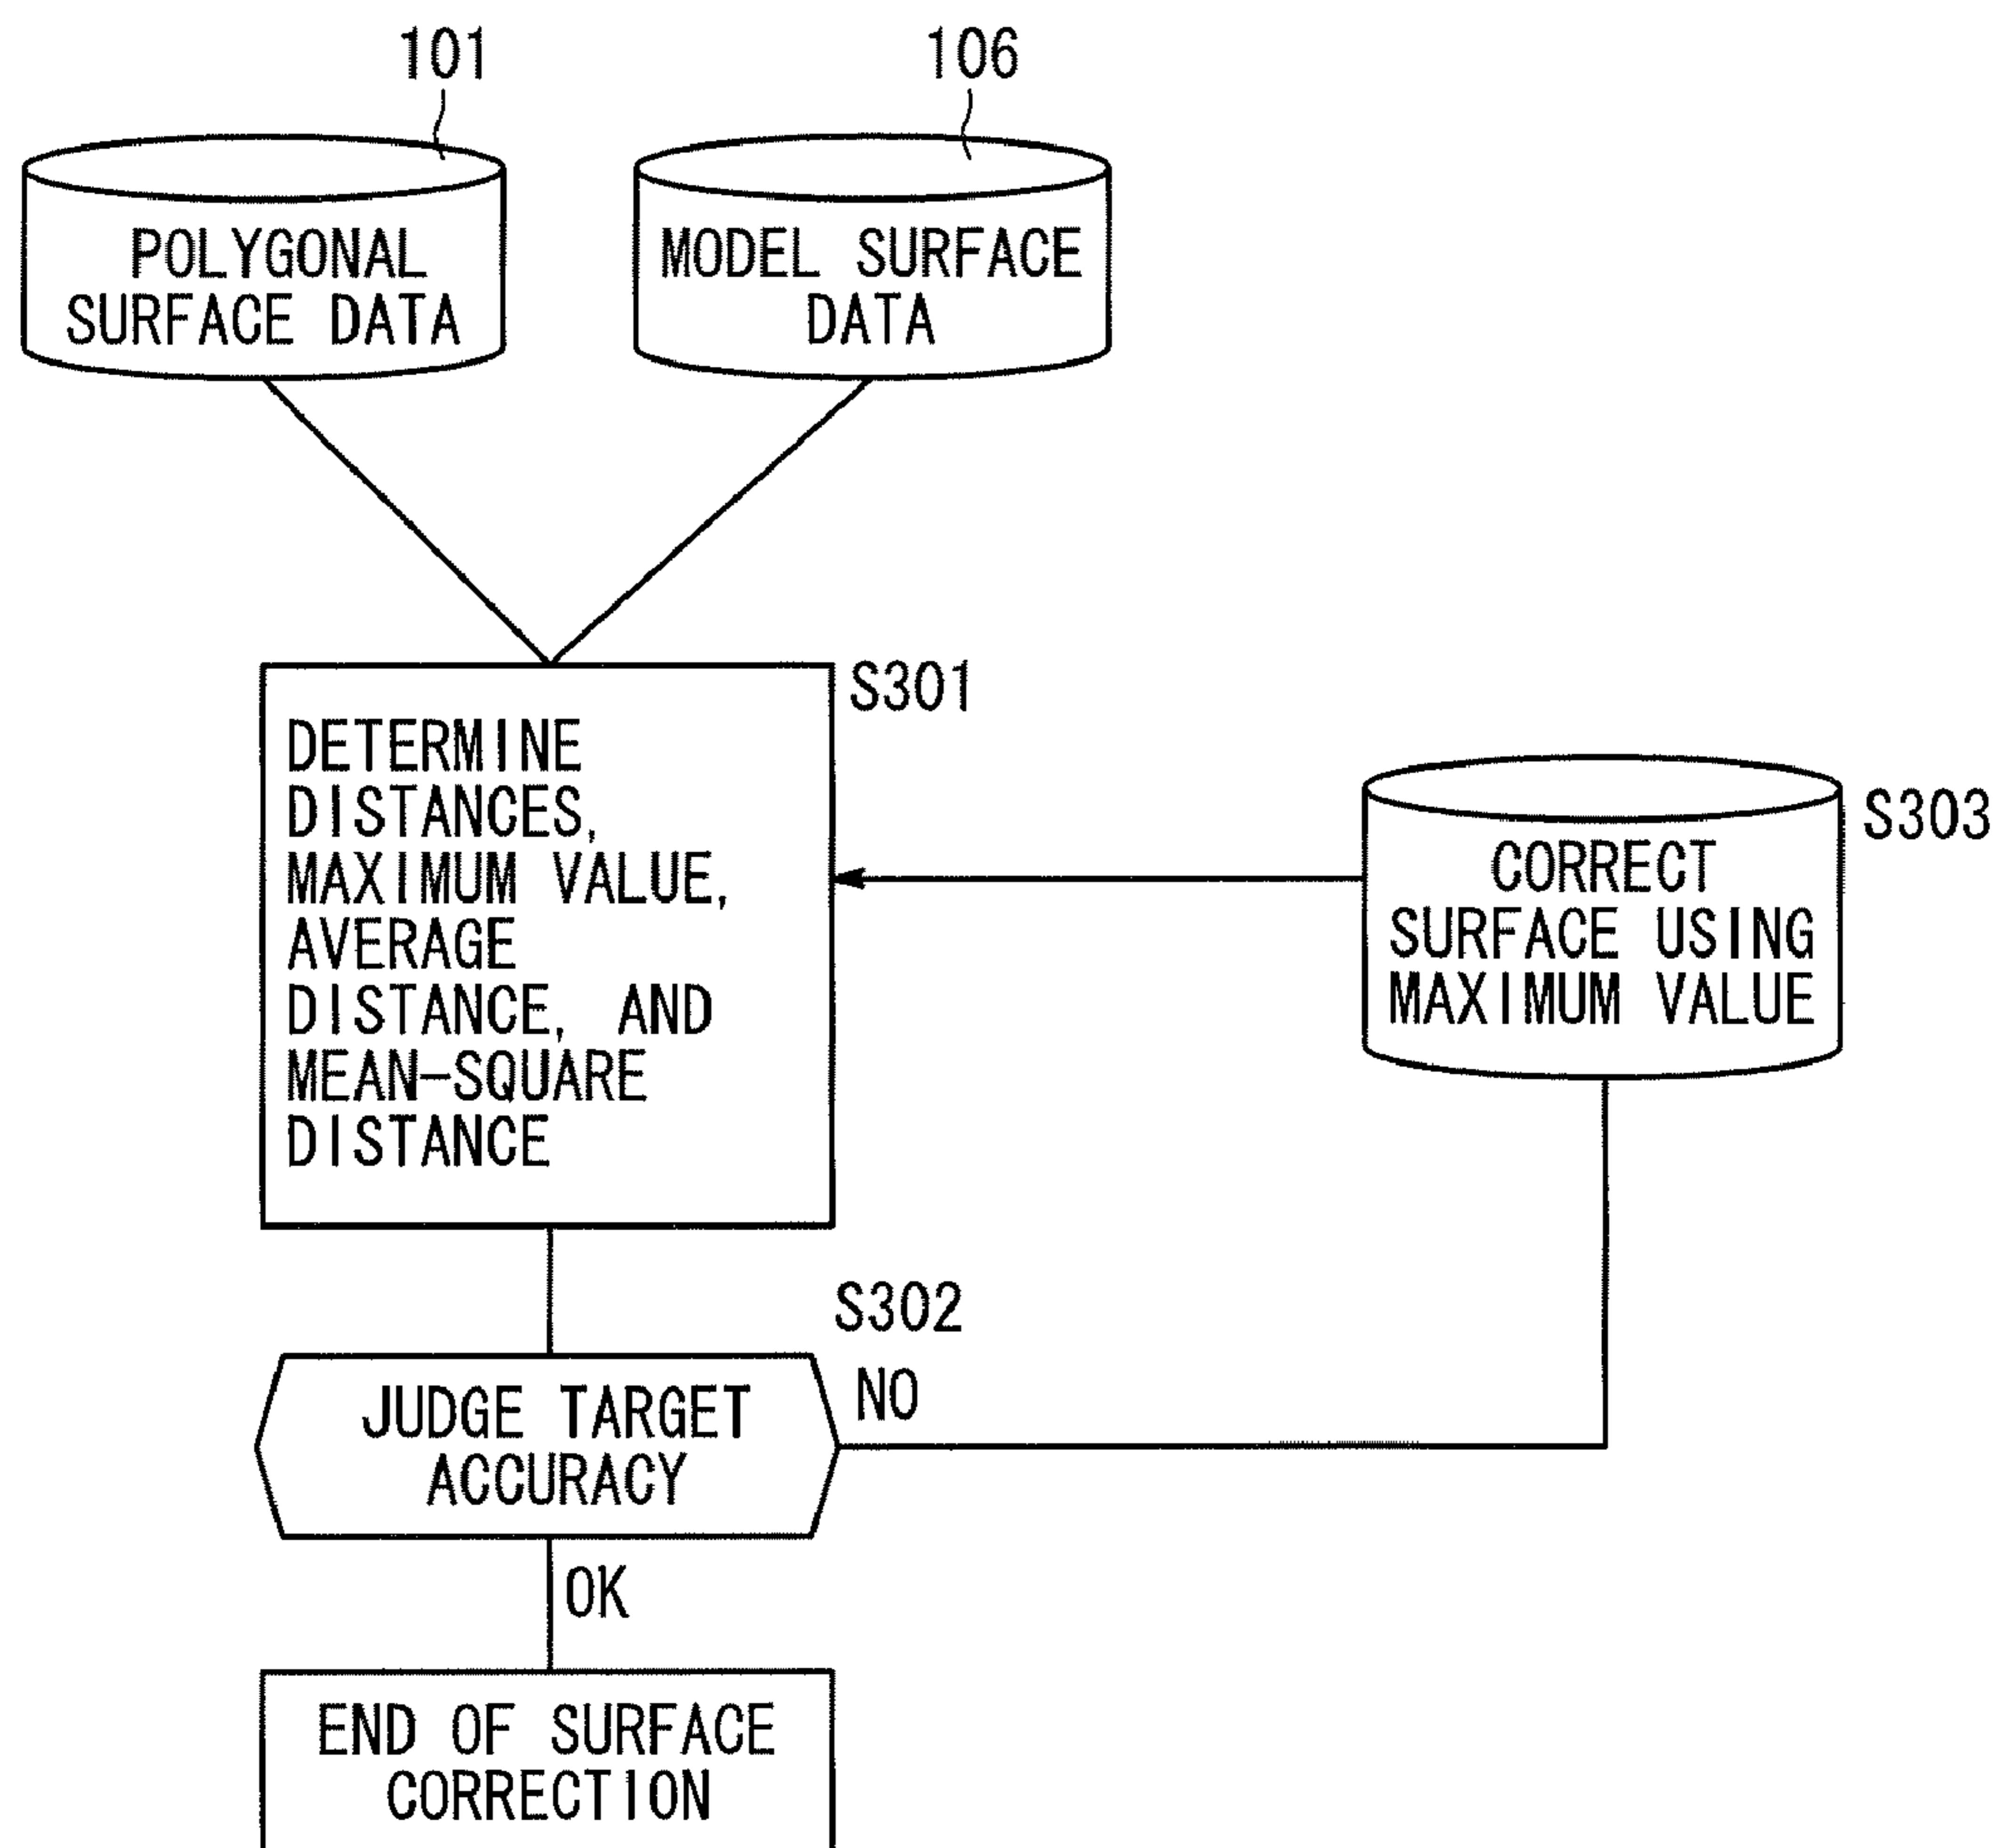 101
106
POLYGONAL
SURFACE DATA
MODEL SURFACE
DATA
S301
DETERMINE
DISTANCES,
MAXIMUM VALUE,
AVERAGE
DISTANCE, AND
MEAN-SQUARE
DISTANCE
S303
CORRECT
SURFACE USING
MAXIMUM VALUE
S302
JUDGE TARGET
ACCURACY
NO
OK
END OF SURFACE
CORRECTION